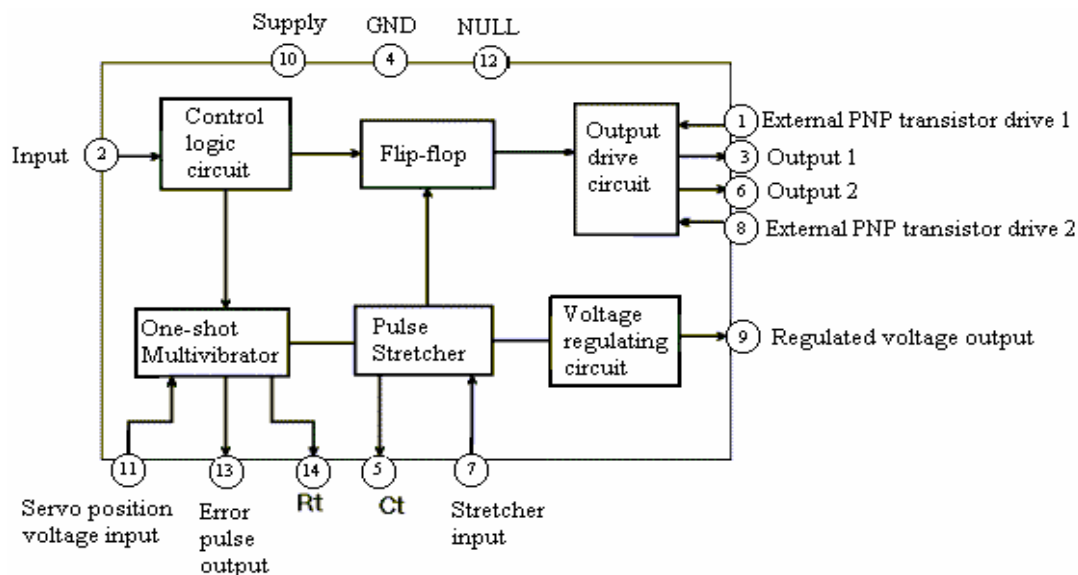 Supply
GND
NULL
10
4
12
Control
logic
circuit
Flip-flop
Output
drive
circuit
1
External PNP transistor drive 1
Input
2
3
Output 1
6
Output 2
8
External PNP transistor drive 2
One-shot
Multivibrator
Pulse
Stretcher
Voltage
regulating
circuit
9
Regulated voltage output
11
13
14
5
7
Servo position
voltage input
Error
pulse
output
Rt
Ct
Stretcher
input